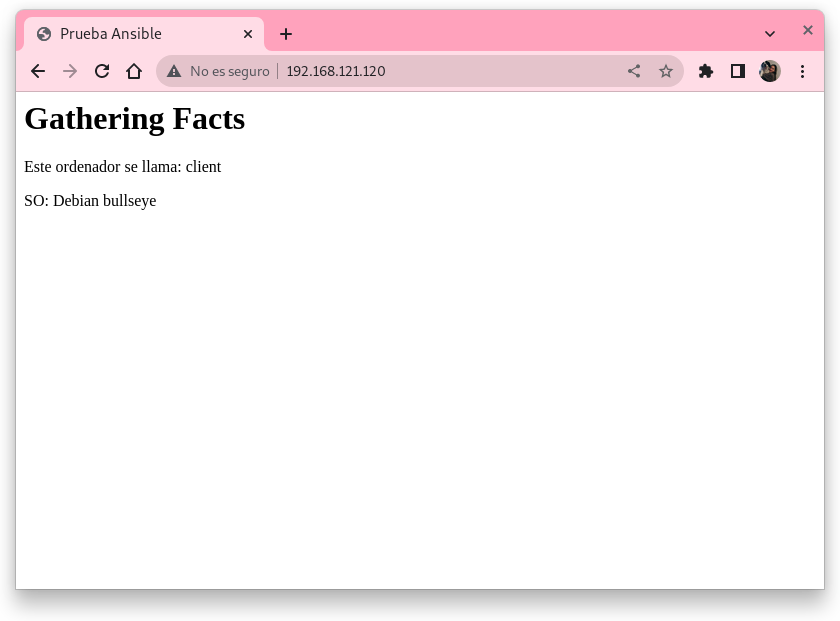 Prueba Ansible
No es seguro 192.168.121.120
Gathering Facts
Este ordenador se llama: client
SO: Debian bullseye